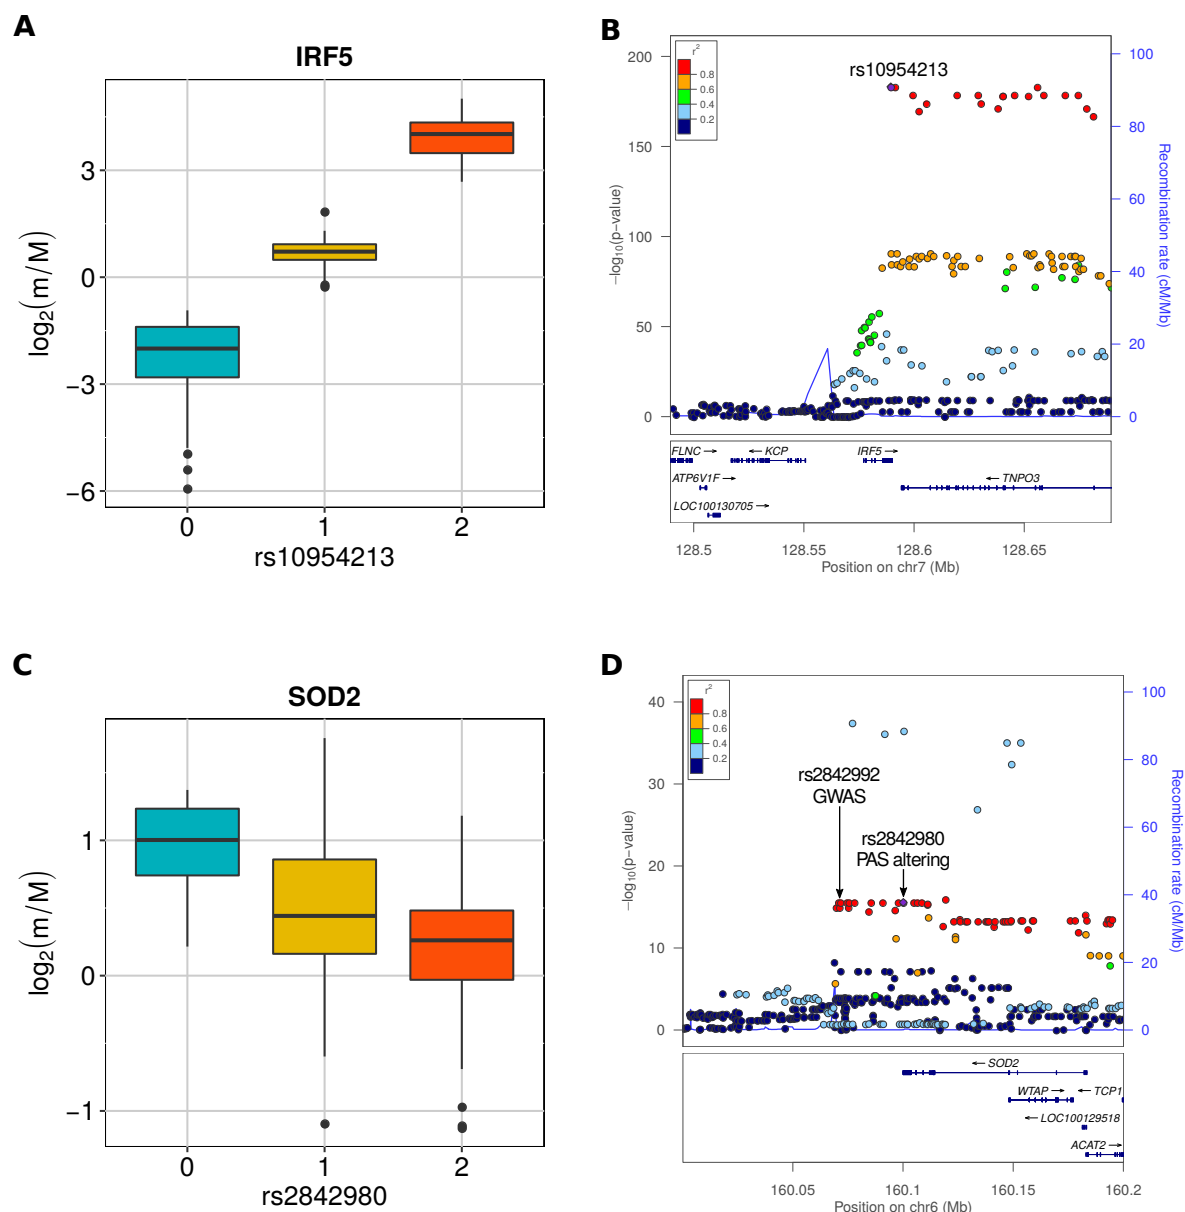 A
IRF5
log2(m/M)
3
0
−3
−6
0 1 2
rs10954213
B
r2
0.8
0.6
0.4
0.2
rs10954213
−log10(p−value)
200
150
100
50
0
Recombination rate (cM/Mb)
100
80
60
40
20
0
FLNC → ← KCP IRF5 →
ATP6V1F → ← TNPO3
LOC100130705 →
128.5 128.55 128.6 128.65
Position on chr7 (Mb)
C
SOD2
log2(m/M)
1
0
−1
0 1 2
rs2842980
D
r2
0.8
0.6
0.4
0.2
rs2842992
GWAS
rs2842980
PAS altering
−log10(p−value)
40
30
20
10
0
Recombination rate (cM/Mb)
100
80
60
40
20
0
← SOD2
WTAP → ← TCP1
← LOC100129518
ACAT2 →
160.05 160.1 160.15 160.2
Position on chr6 (Mb)